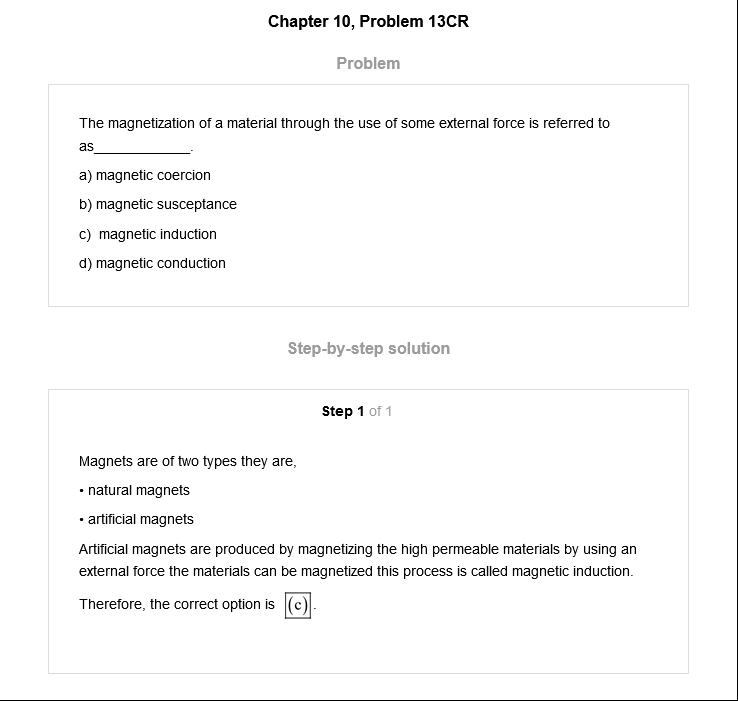 Chapter 10, Problem 13CR
Problem
The magnetization of a material through the use of some external force is referred to
as____________.
a) magnetic coercion
b) magnetic susceptance
c)  magnetic induction
d) magnetic conduction
Step-by-step solution
Step 1 of 1
Magnets are of two types they are,
• natural magnets
• artificial magnets
Artificial magnets are produced by magnetizing the high permeable materials by using an
external force the materials can be magnetized this process is called magnetic induction.
Therefore, the correct option is (c).